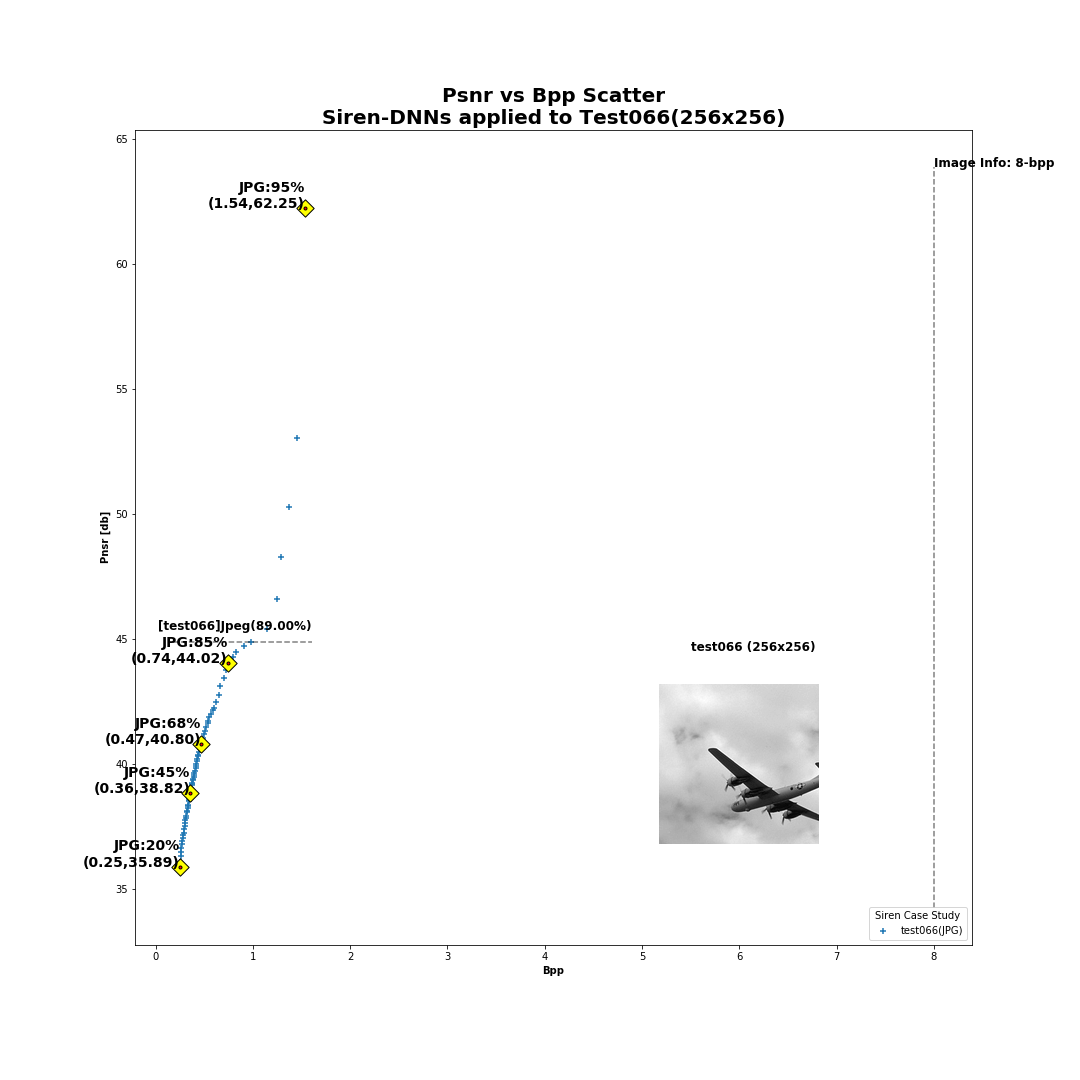 Psnr vs Bpp Scatter
Siren-DNNs applied to Test066(256x256)
65
Image Info: 8-bpp
JPG:95%
(1.54,62.25)
60
55
50
Pnsr [db]
[test066]Jpeg(89.00%)
45
JPG:85%
(0.74,44.02)
test066 (256x256)
JPG:68%
(0.47,40.80)
40
JPG:45%
(0.36,38.82)
JPG:20%
(0.25,35.89)
35
Siren Case Study
test066(JPG)
0 1 2 3 4 5 6 7 8
Bpp